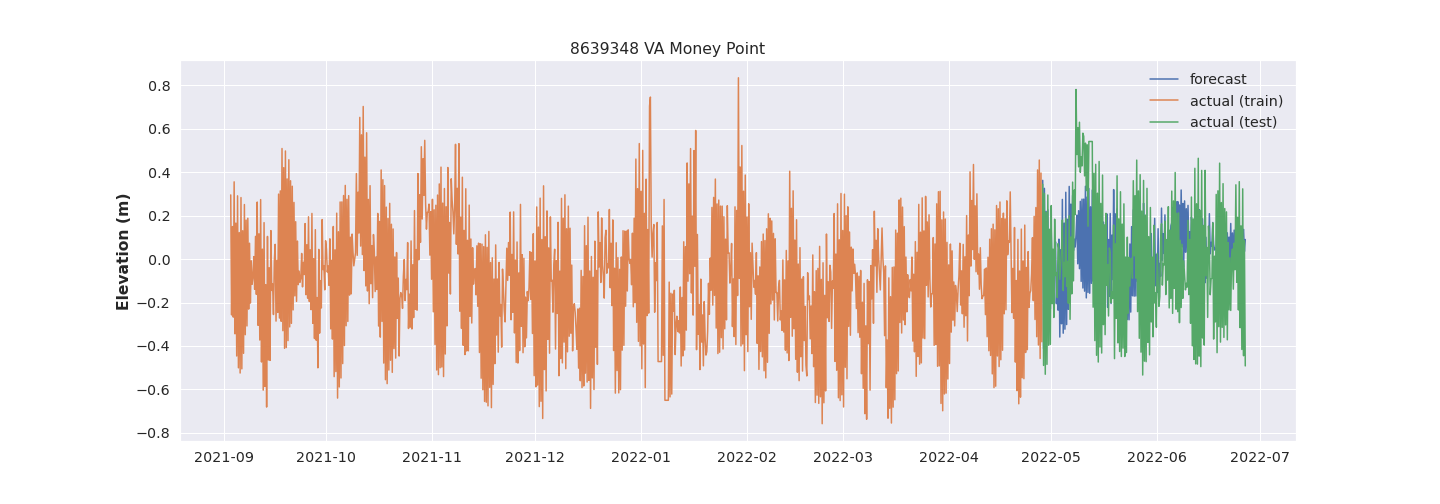 8639348 VA Money Point
forecast
actual (train)
actual (test)
Elevation (m)
0.8
0.6
0.4
0.2
0.0
−0.2
−0.4
−0.6
−0.8
2021-09 2021-10 2021-11 2021-12 2022-01 2022-02 2022-03 2022-04 2022-05 2022-06 2022-07